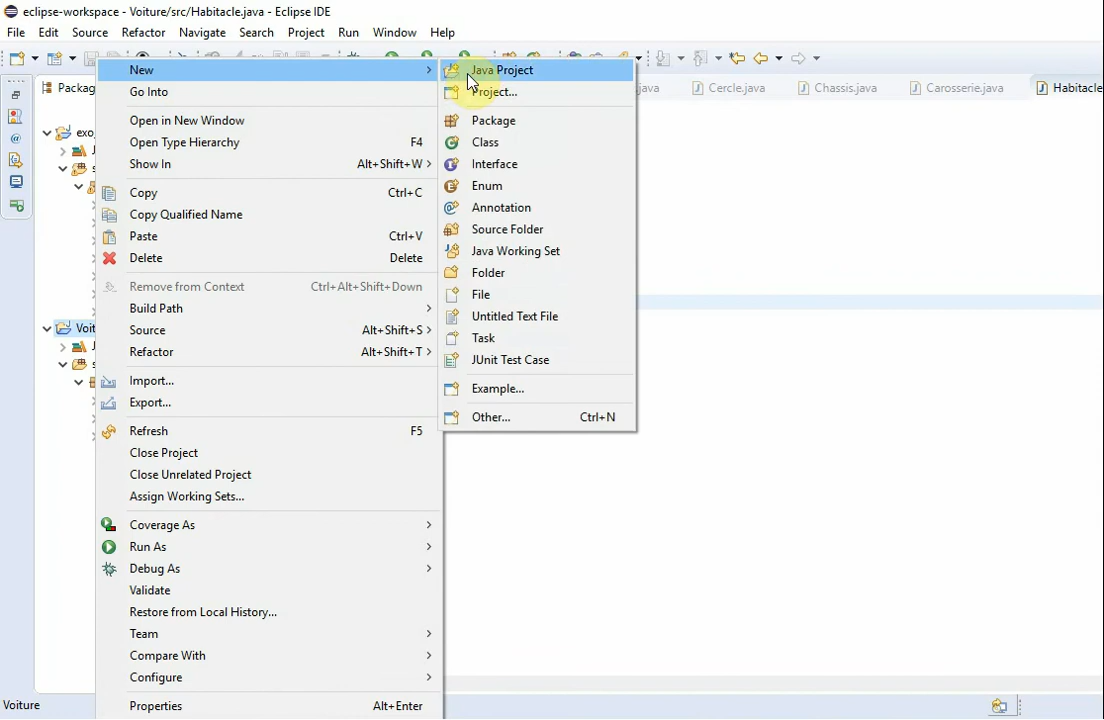 eclipse-workspace - Voiture/src/Habitacle.java - Eclipse IDE
File Edit Source Refactor Navigate Search Project Run Window Help
Packag
java Cercle.java Chassis.java Carosserie.java Habitacle
exo
Voit
New
Go Into
Open in New Window
Open Type Hierarchy F4
Show In Alt+Shift+W
Copy Ctrl+C
Copy Qualified Name
Paste Ctrl+V
Delete Delete
Remove from Context Ctrl+Alt+Shift+Down
Build Path
Source Alt+Shift+S
Refactor Alt+Shift+T
Import...
Export...
Refresh F5
Close Project
Close Unrelated Project
Assign Working Sets...
Coverage As
Run As
Debug As
Validate
Restore from Local History...
Team
Compare With
Configure
Properties Alt+Enter
Java Project
Project...
Package
Class
Interface
Enum
Annotation
Source Folder
Java Working Set
Folder
File
Untitled Text File
Task
JUnit Test Case
Example...
Other... Ctrl+N
Voiture